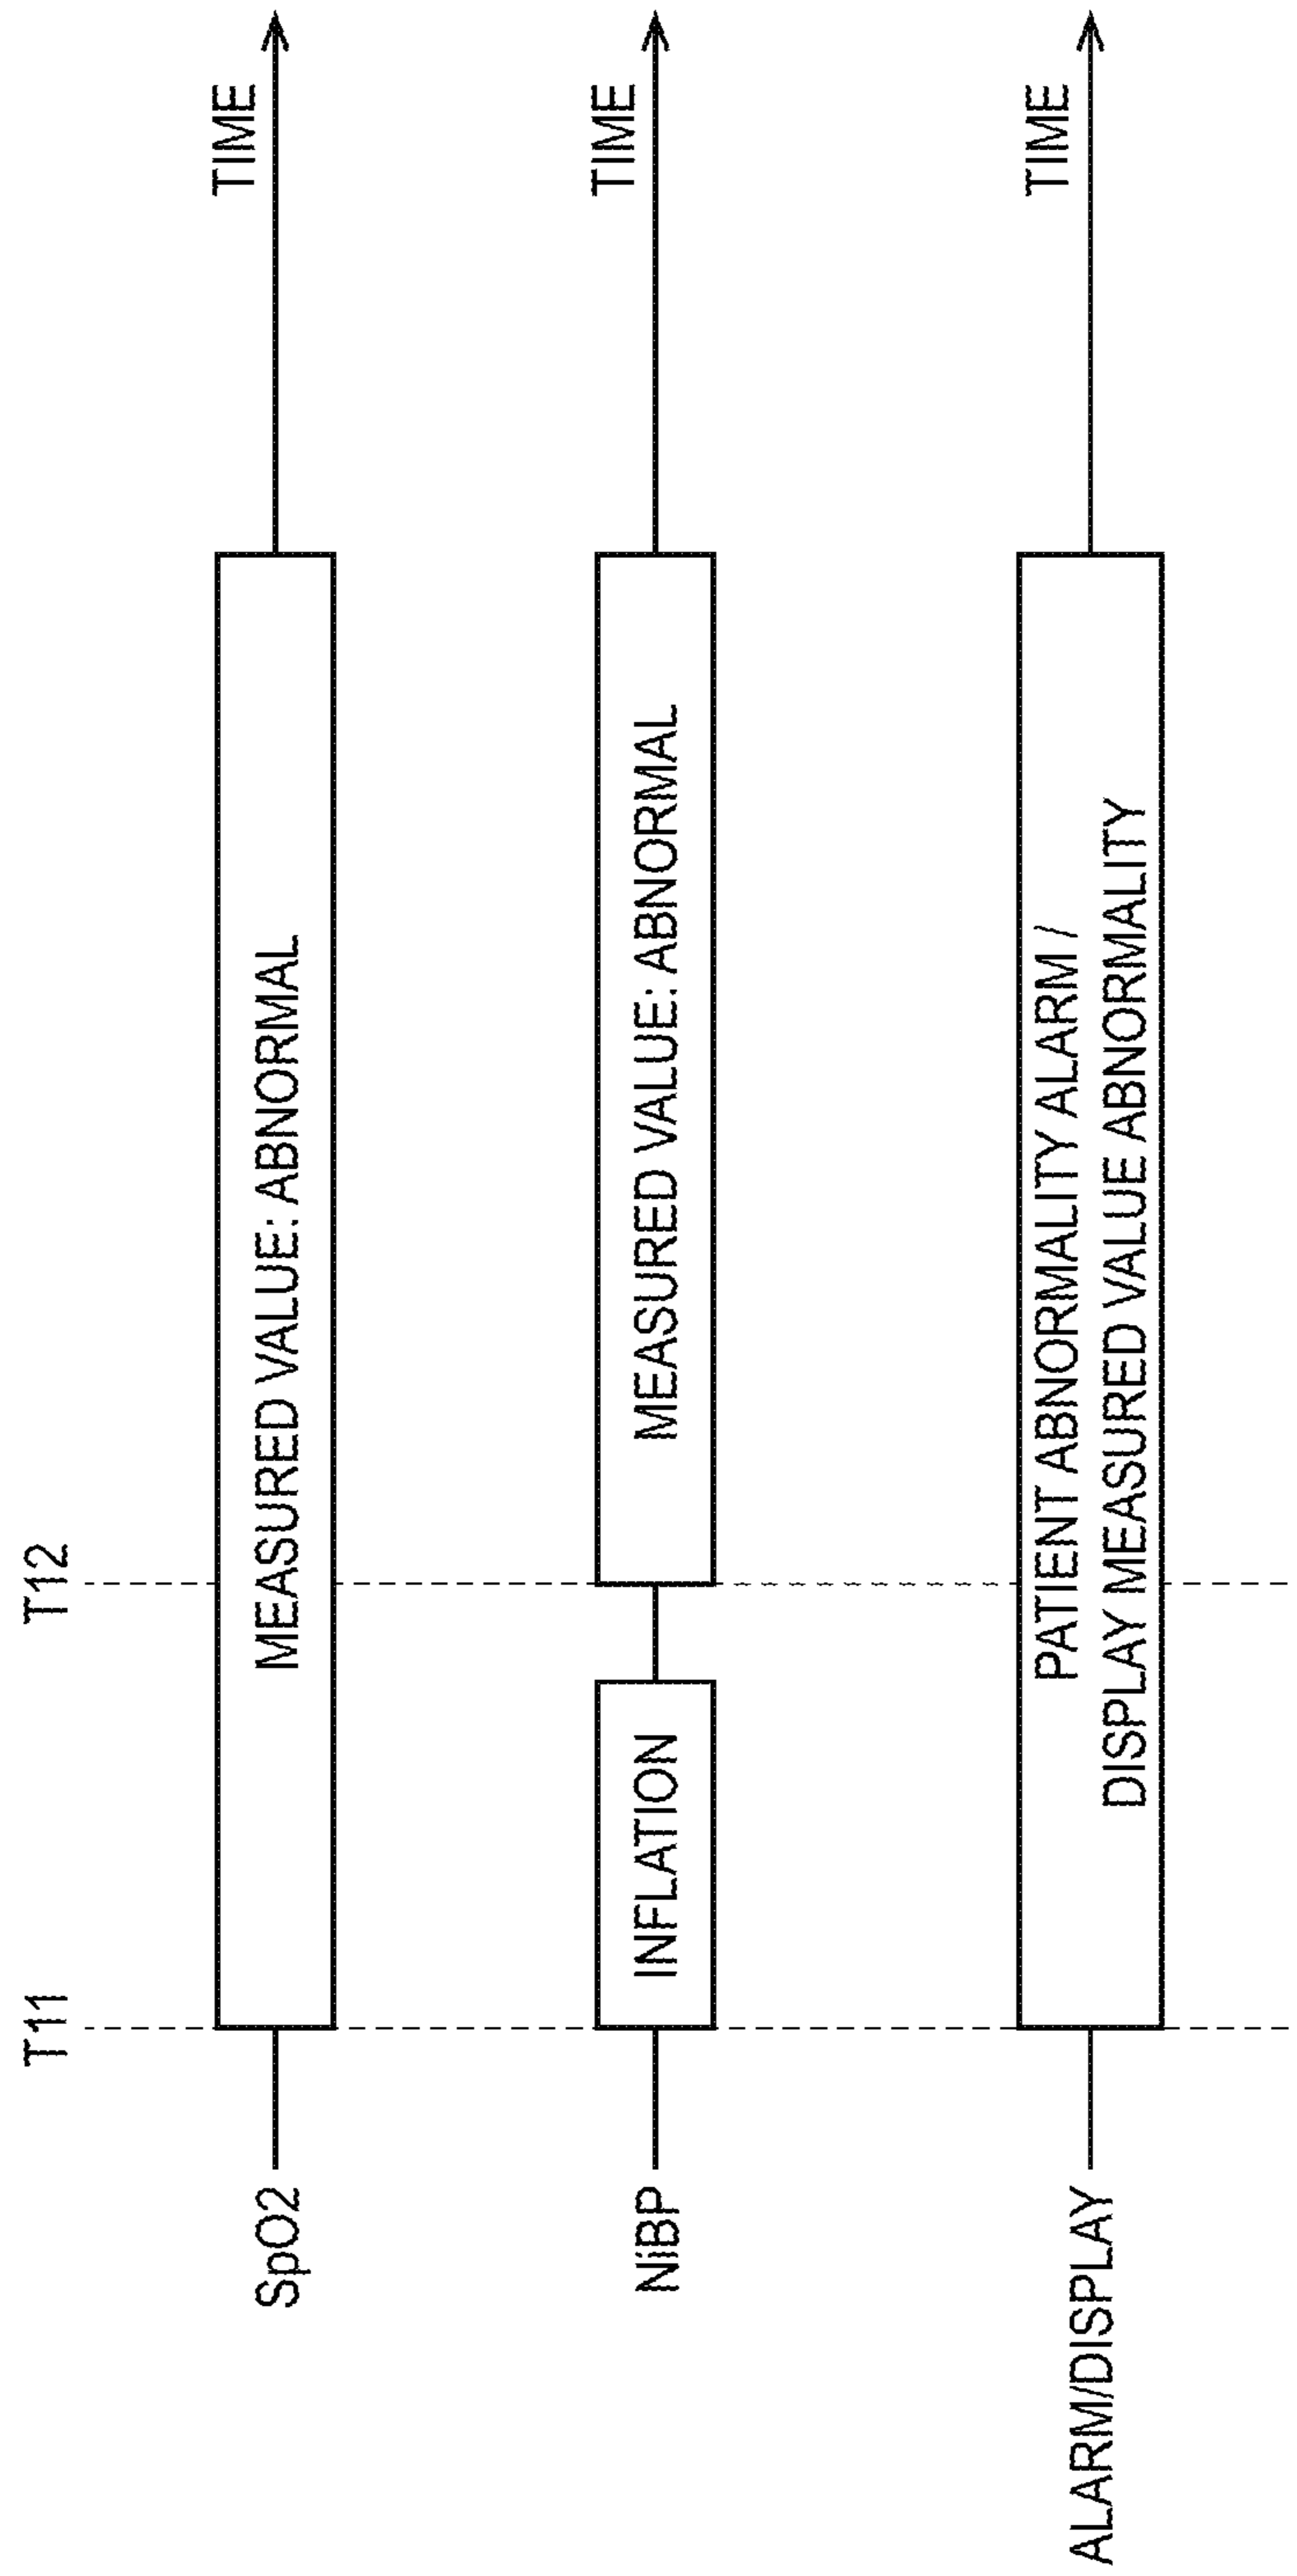 T11
T12
SpO2
MEASURED VALUE: ABNORMAL
TIME
NiBP
INFLATION
MEASURED VALUE: ABNORMAL
TIME
ALARM/DISPLAY
PATIENT ABNORMALITY ALARM /
DISPLAY MEASURED VALUE ABNORMALITY
TIME